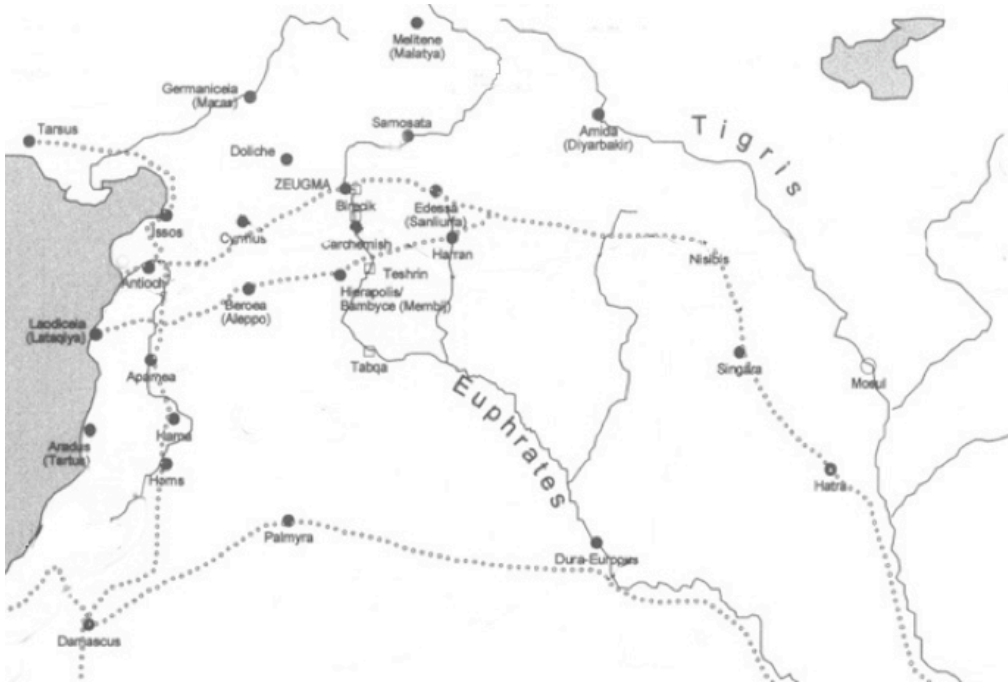 Melitene
(Malatya)
Germaniceia
(Maras)
Tarsus
Samosata
Amida
(Diyarbakir)
Tigris
Doliche
ZEUGMA
Birecik
Edessa
(Sanliurfa)
Issos
Cyrrhus
Carchemish
Harran
Nisibis
Antioch
Teshrin
Hierapolis/
Bambyce (Membij)
Beroea
(Aleppo)
Laodiceia
(Lataqiya)
Tabqa
Apamea
Singara
Mosul
Euphrates
Hama
Aradus
(Tartus)
Homs
Hatra
Palmyra
Dura-Europus
Damascus